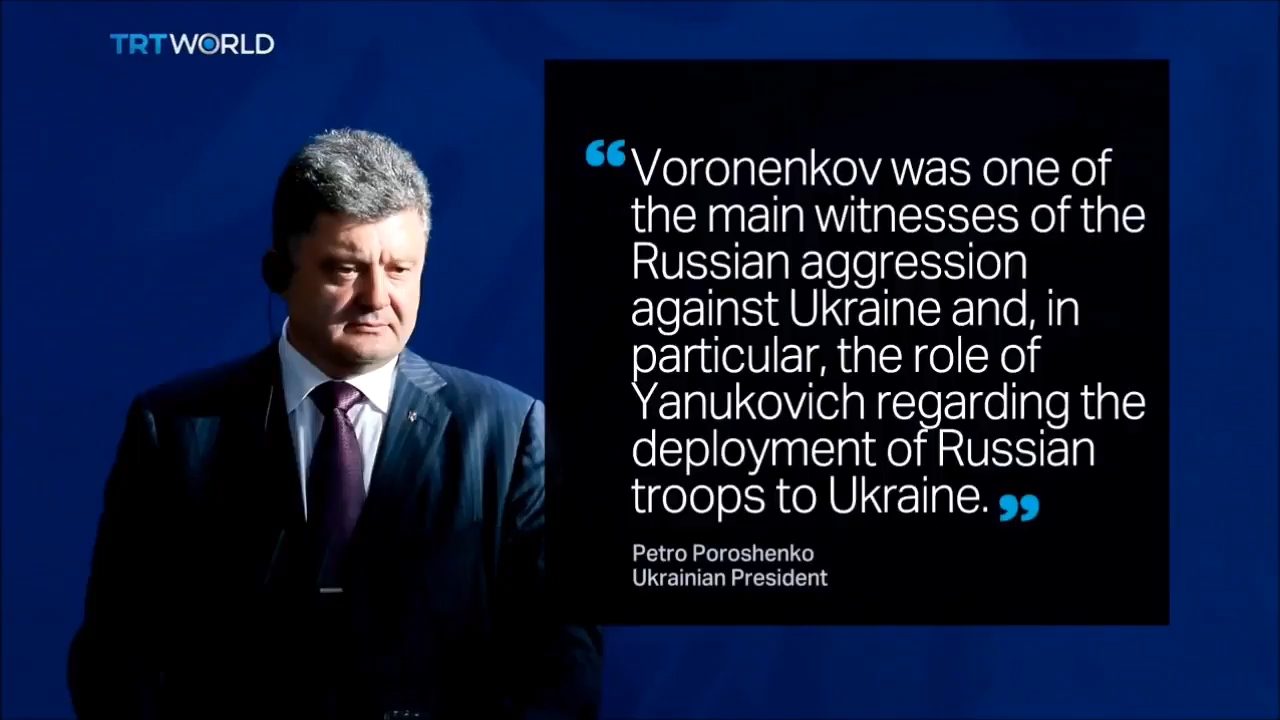 TRTWORLD
“Voronenkov was one of
the main witnesses of the
Russian aggression
against Ukraine and, in
particular, the role of
Yanukovich regarding the
deployment of Russian
troops to Ukraine.”
Petro Poroshenko
Ukrainian President